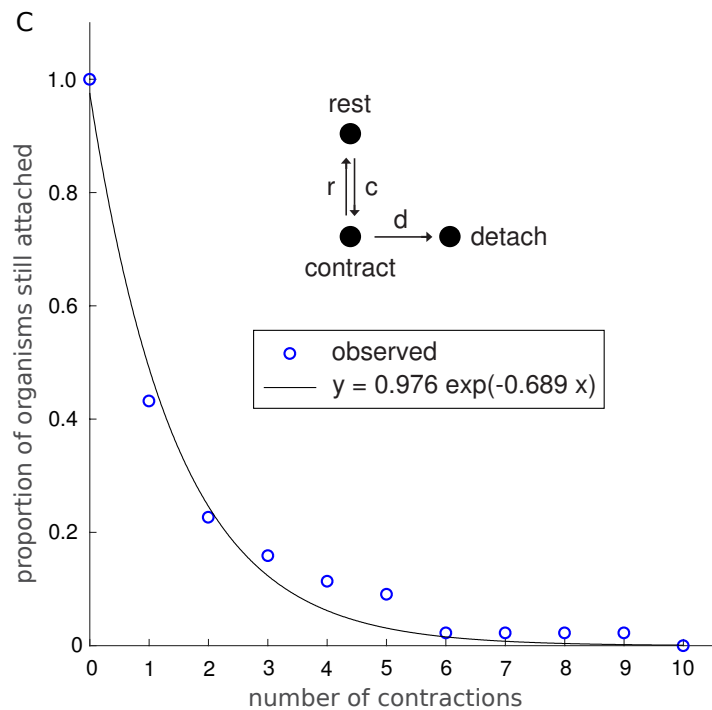 C
proportion of organisms still attached
1.0
0.8
0.6
0.4
0.2
0
rest
r c
d
contract
detach
observed
y = 0.976 exp(-0.689 x)
0 1 2 3 4 5 6 7 8 9 10
number of contractions